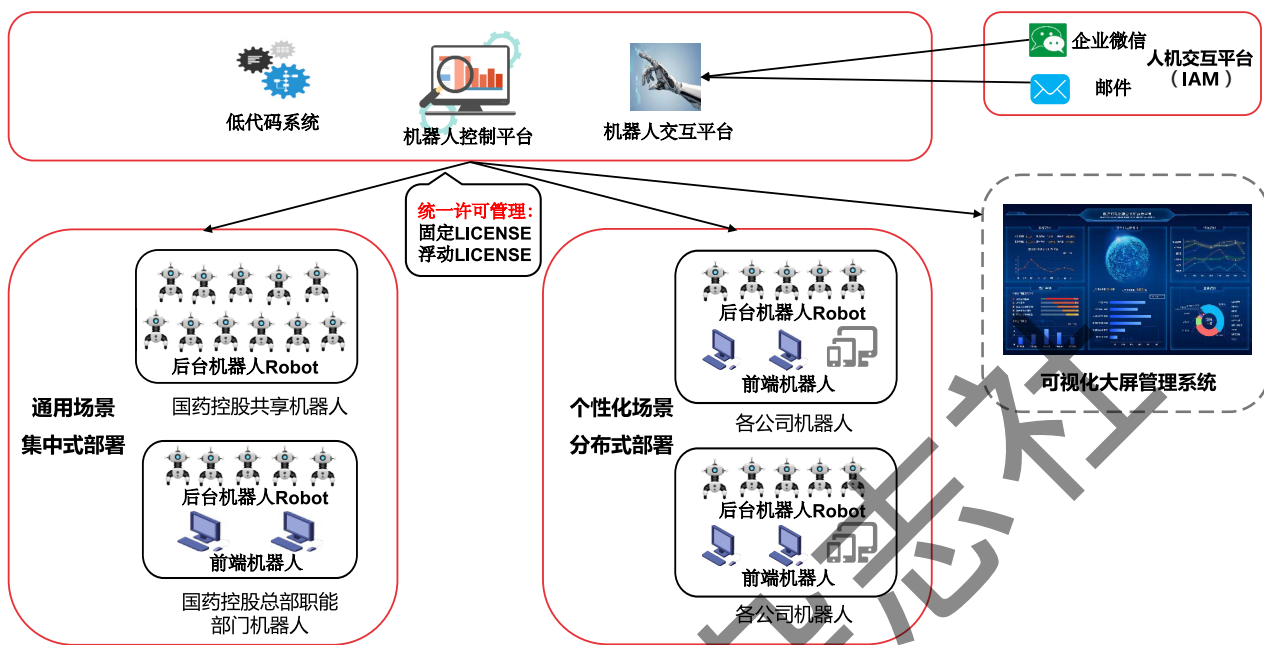 低代码系统
机器人控制平台
机器人交互平台
企业微信
邮件
人机交互平台
（IAM）
统一许可管理：
固定LICENSE
浮动LICENSE
通用场景
集中式部署
后台机器人Robot
国药控股共享机器人
后台机器人Robot
前端机器人
国药控股总部职能
部门机器人
个性化场景
分布式部署
后台机器人Robot
前端机器人
各公司机器人
后台机器人Robot
前端机器人
各公司机器人
可视化大屏管理系统
志社